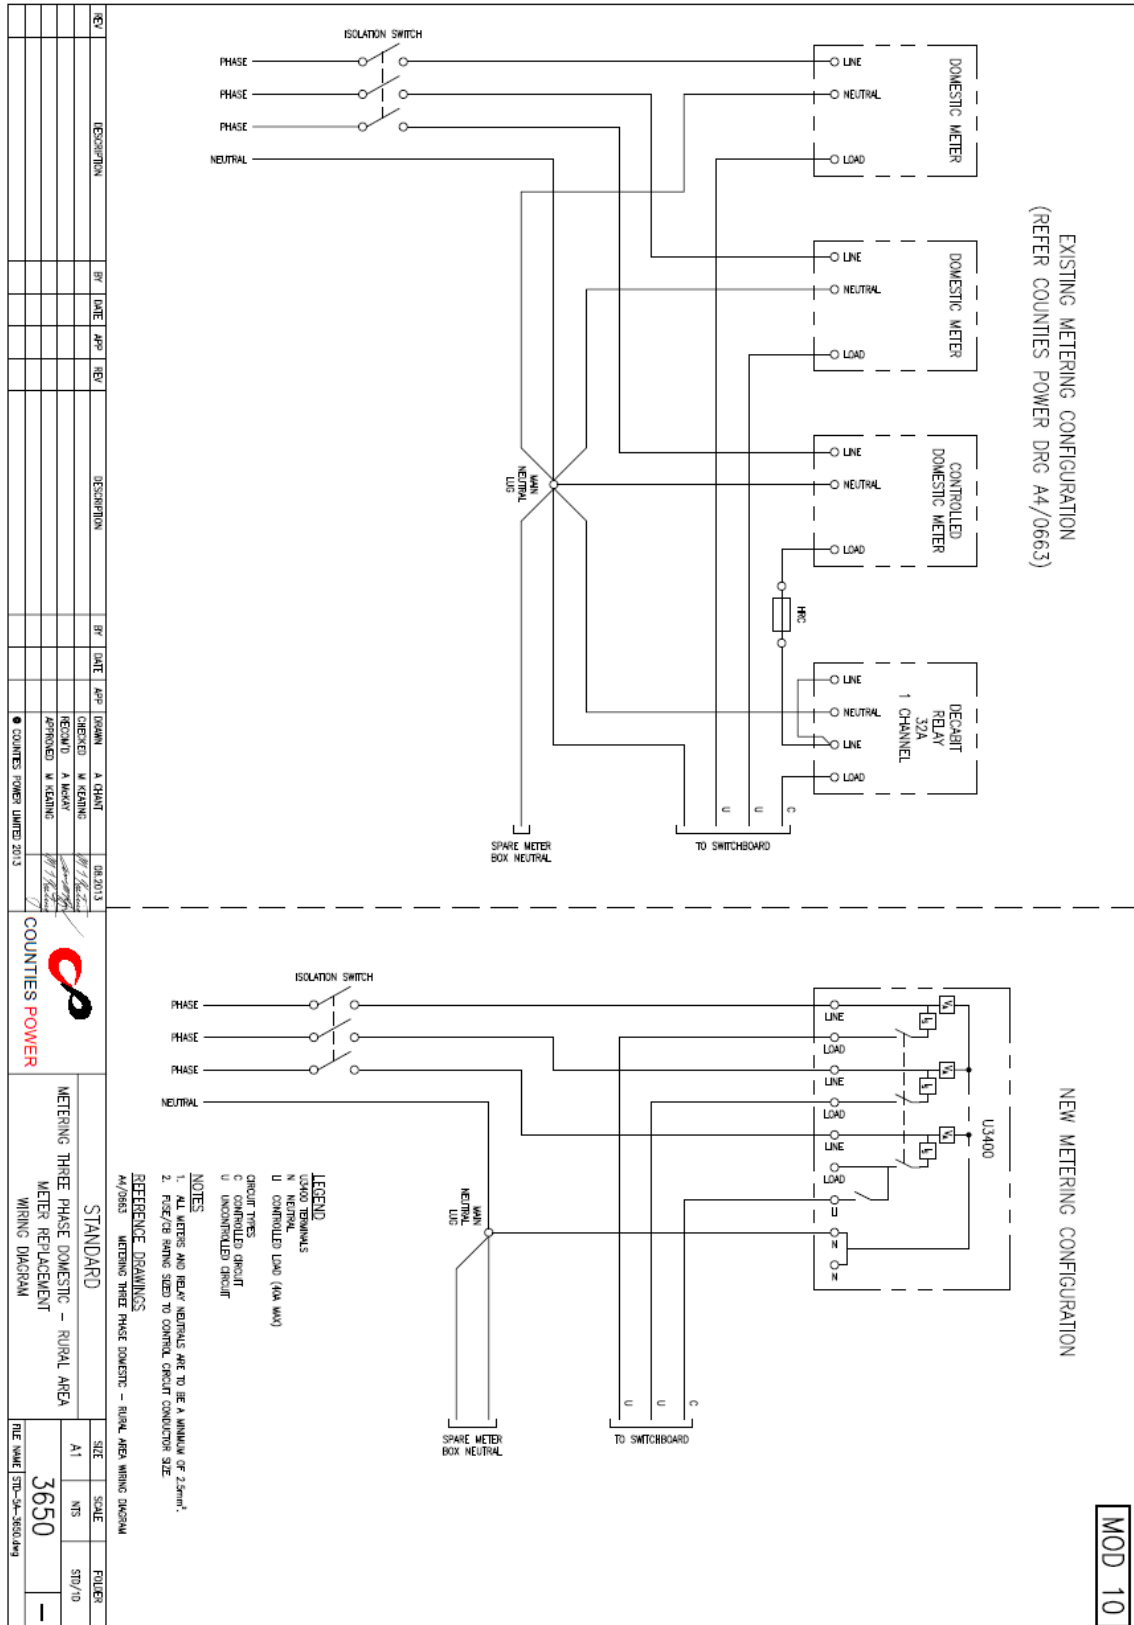 MOD 10
EXISTING METERING CONFIGURATION
(REFER COUNTIES POWER DRG A4/0663)
ISOLATION SWITCH
PHASE
PHASE
PHASE
NEUTRAL
DOMESTIC METER
LINE
NEUTRAL
LOAD
DOMESTIC METER
LINE
NEUTRAL
LOAD
CONTROLLED
DOMESTIC METER
LINE
NEUTRAL
LOAD
HRC
DECABIT
RELAY
32A
1 CHANNEL
LINE
NEUTRAL
LINE
LOAD
MAIN
NEUTRAL
LUG
U
U
C
SPARE METER
BOX NEUTRAL
TO SWITCHBOARD
NEW METERING CONFIGURATION
ISOLATION SWITCH
PHASE
PHASE
PHASE
NEUTRAL
U3400
LINE
LOAD
LINE
LOAD
LINE
LOAD
N
N
MAIN
NEUTRAL
LUG
U
U
C
SPARE METER
BOX NEUTRAL
TO SWITCHBOARD
LEGEND
U3400 TERMINALS
N NEUTRAL
CONTROLLED LOAD (40A MAX)
CIRCUIT TYPES
C CONTROLLED CIRCUIT
U UNCONTROLLED CIRCUIT
NOTES
1. ALL METERS AND RELAY NEUTRALS ARE TO BE A MINIMUM OF 2.5mm².
2. FUSE/CB RATING SIZED TO CONTROL CIRCUIT CONDUCTOR SIZE.
REFERENCE DRAWINGS
A4/0663 METERING THREE PHASE DOMESTIC – RURAL AREA WIRING DIAGRAM
REV DESCRIPTION BY DATE APP REV DESCRIPTION BY DATE APP
DRAWN A CHANT 08.2013
CHECKED M KEATING
RECOM'D A McKAY
APPROVED M KEATING
© COUNTIES POWER LIMITED 2013
COUNTIES POWER
STANDARD
METERING THREE PHASE DOMESTIC – RURAL AREA
METER REPLACEMENT
WIRING DIAGRAM
SIZE SCALE FOLDER
A1 NTS STD/1D
3650 –
FILE NAME STD-5A-3650.dwg